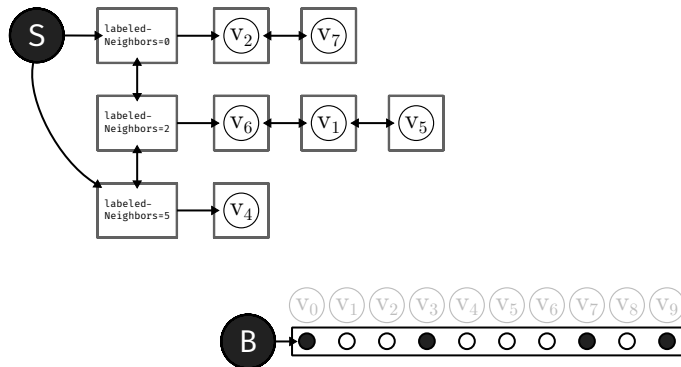 S
labeled-
Neighbors=0
v2
v7
labeled-
Neighbors=2
v6
v1
v5
labeled-
Neighbors=5
v4
v0 v1 v2 v3 v4 v5 v6 v7 v8 v9
B